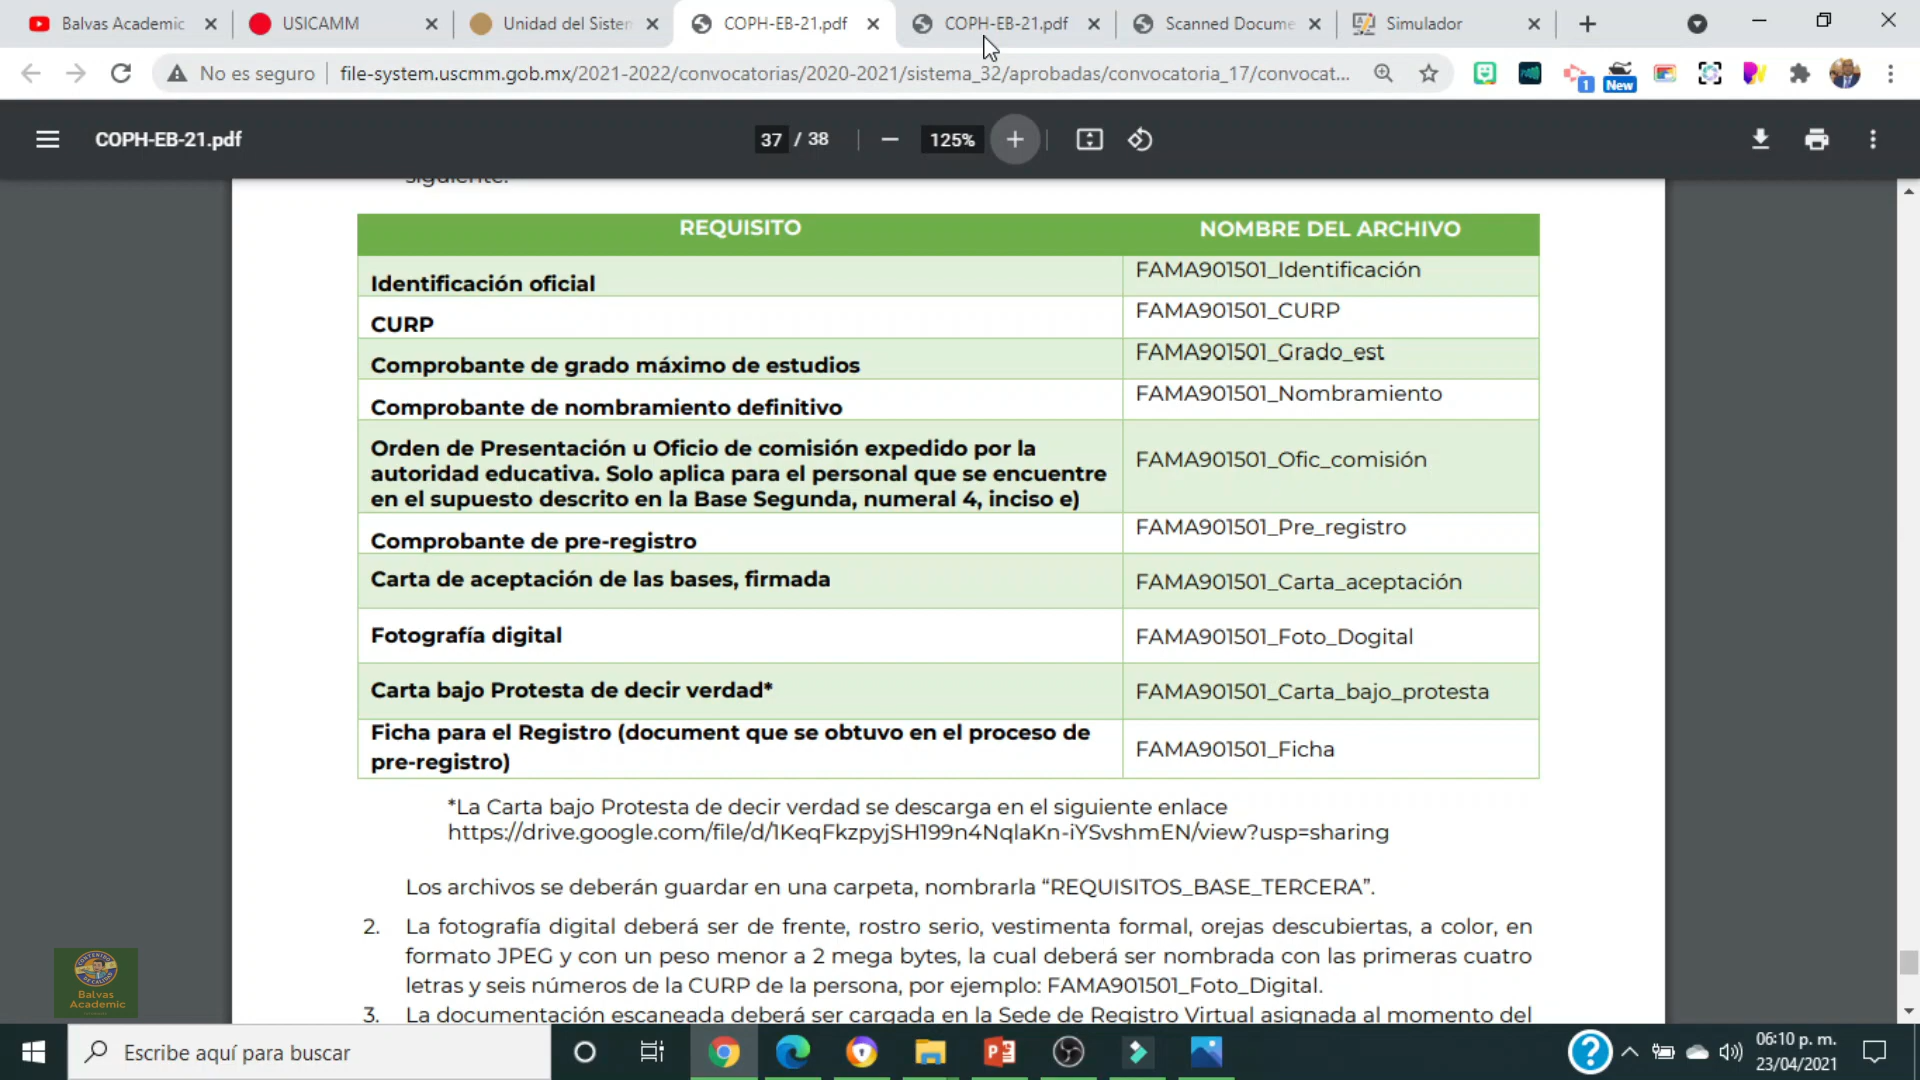 Balvas Academic
USICAMM
Unidad del Sister
COPH-EB-21.pdf
COPH-EB-21.pdf
Scanned Docume
Simulador
No es seguro
file-system.uscmm.gob.mx/2021-2022/convocatorias/2020-2021/sistema_32/aprobadas/convocatoria_17/convocat...
1
New
COPH-EB-21.pdf
37 / 38
125%
siguiente:
REQUISITO
NOMBRE DEL ARCHIVO
Identificación oficial
FAMA901501_Identificación
CURP
FAMA901501_CURP
Comprobante de grado máximo de estudios
FAMA901501_Grado_est
Comprobante de nombramiento definitivo
FAMA901501_Nombramiento
Orden de Presentación u Oficio de comisión expedido por la
autoridad educativa. Solo aplica para el personal que se encuentre
en el supuesto descrito en la Base Segunda, numeral 4, inciso e)
FAMA901501_Ofic_comisión
Comprobante de pre-registro
FAMA901501_Pre_registro
Carta de aceptación de las bases, firmada
FAMA901501_Carta_aceptación
Fotografía digital
FAMA901501_Foto_Dogital
Carta bajo Protesta de decir verdad*
FAMA901501_Carta_bajo_protesta
Ficha para el Registro (document que se obtuvo en el proceso de
pre-registro)
FAMA901501_Ficha
*La Carta bajo Protesta de decir verdad se descarga en el siguiente enlace
https://drive.google.com/file/d/1KeqFkzpyjSH199n4NqlaKn-iYSvshmEN/view?usp=sharing
Los archivos se deberán guardar en una carpeta, nombrarla “REQUISITOS_BASE_TERCERA”.
2. La fotografía digital deberá ser de frente, rostro serio, vestimenta formal, orejas descubiertas, a color, en
formato JPEG y con un peso menor a 2 mega bytes, la cual deberá ser nombrada con las primeras cuatro
letras y seis números de la CURP de la persona, por ejemplo: FAMA901501_Foto_Digital.
3. La documentación escaneada deberá ser cargada en la Sede de Registro Virtual asignada al momento del
Balvas
Academic
Escribe aquí para buscar
06:10 p. m.
23/04/2021